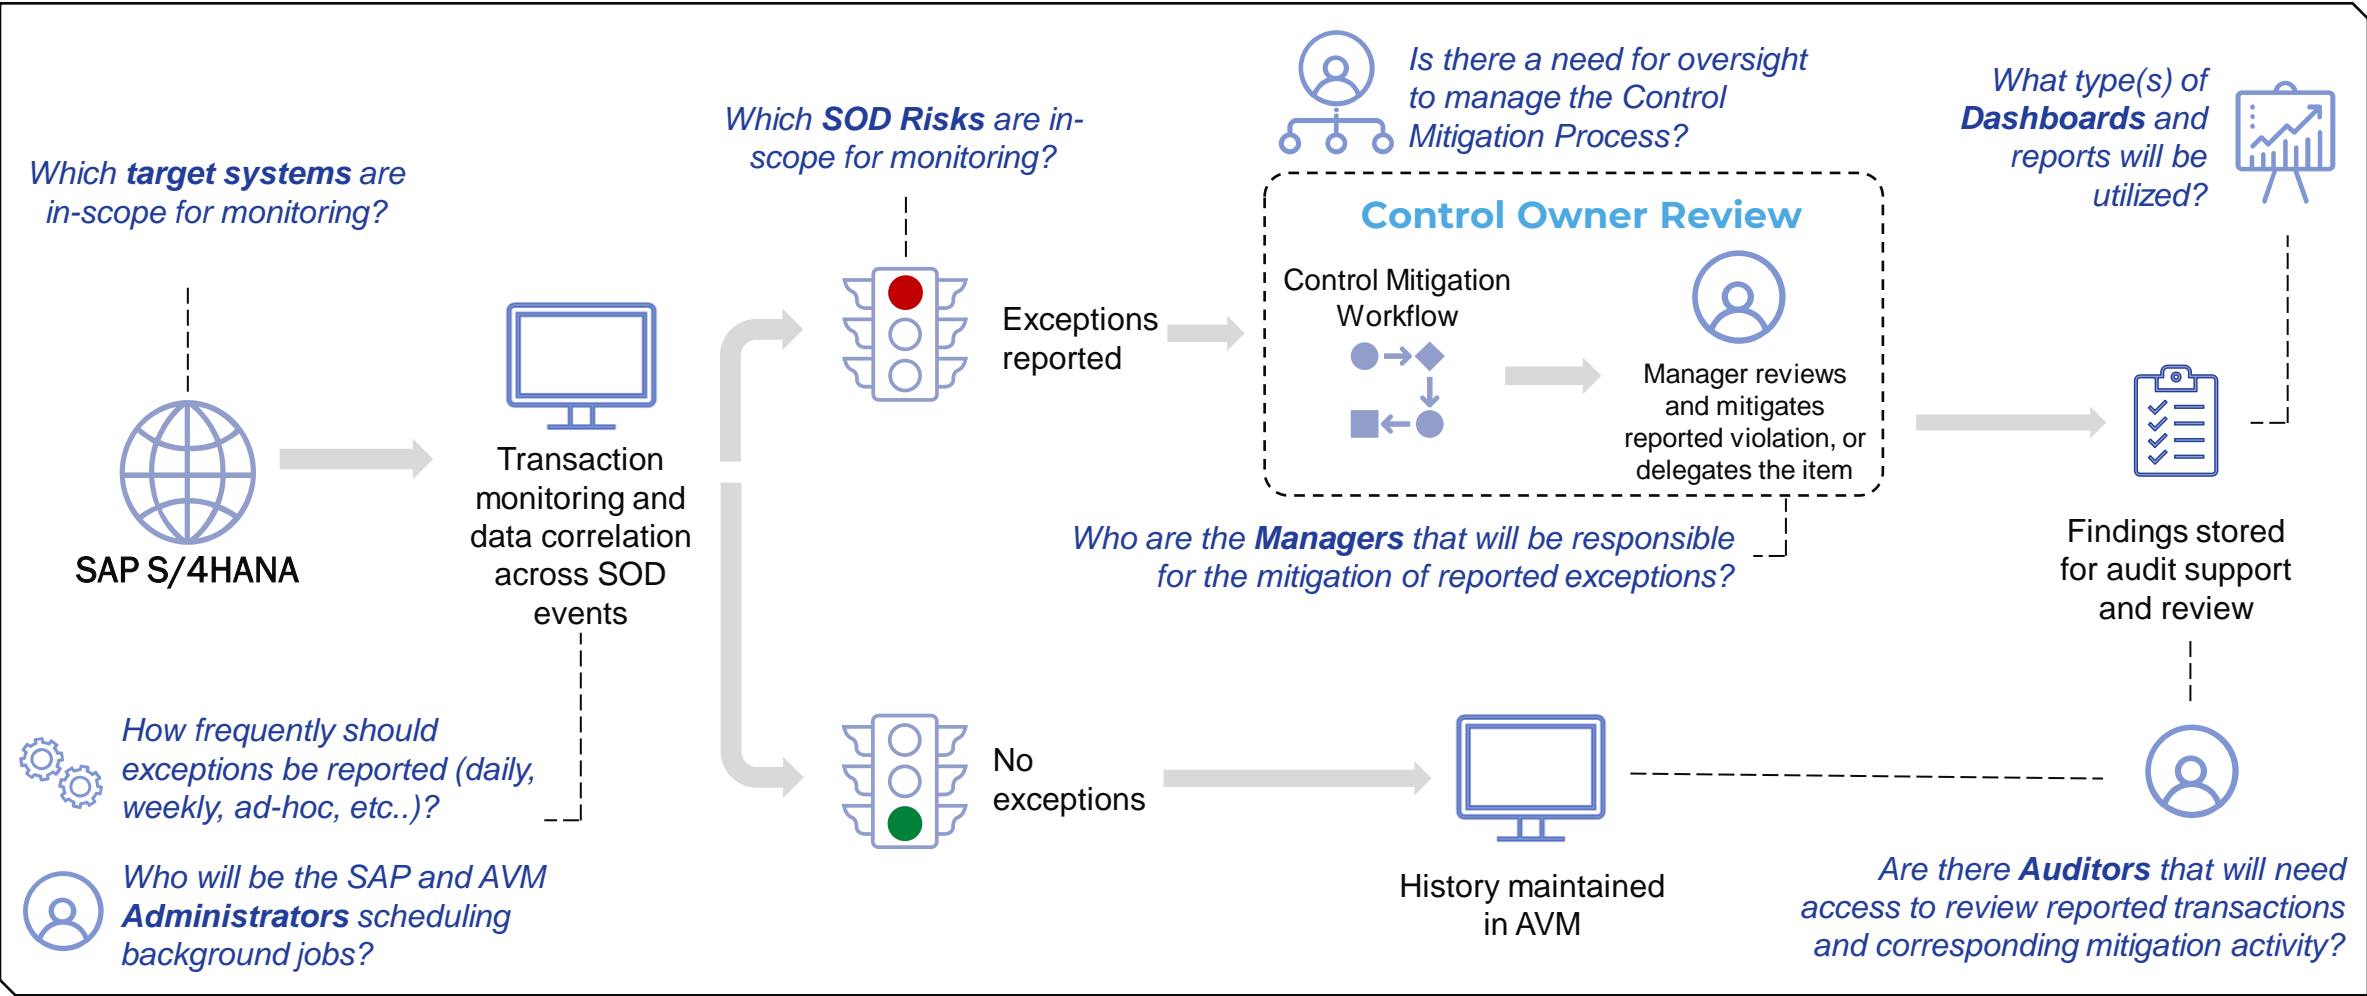 Which target systems are
in-scope for monitoring?
SAP S/4HANA
Transaction
monitoring and
data correlation
across SOD
events
How frequently should
exceptions be reported (daily,
weekly, ad-hoc, etc..)?
Who will be the SAP and AVM
Administrators scheduling
background jobs?
Which SOD Risks are in-
scope for monitoring?
Exceptions
reported
Is there a need for oversight
to manage the Control
Mitigation Process?
Control Owner Review
Control Mitigation
Workflow
Manager reviews
and mitigates
reported violation, or
delegates the item
Who are the Managers that will be responsible
for the mitigation of reported exceptions?
No
exceptions
History maintained
in AVM
What type(s) of
Dashboards and
reports will be
utilized?
Findings stored
for audit support
and review
Are there Auditors that will need
access to review reported transactions
and corresponding mitigation activity?